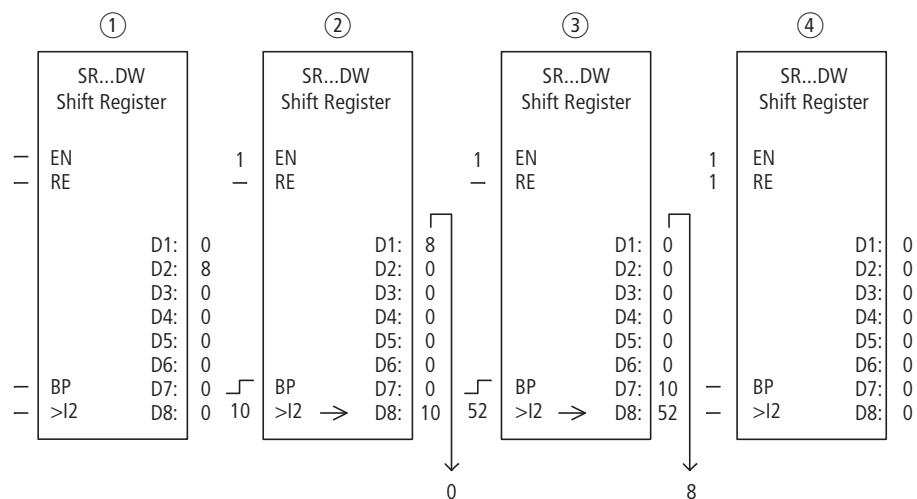 ① ② ③ ④
SR...DW SR...DW SR...DW SR...DW
Shift Register Shift Register Shift Register Shift Register
– EN 1 EN 1 EN 1 EN
– RE – RE – RE 1 RE
D1: 0 D1: 8 D1: 0 D1: 0
D2: 8 D2: 0 D2: 0 D2: 0
D3: 0 D3: 0 D3: 0 D3: 0
D4: 0 D4: 0 D4: 0 D4: 0
D5: 0 D5: 0 D5: 0 D5: 0
D6: 0 D6: 0 D6: 0 D6: 0
– BP D7: 0 BP D7: 0 BP D7: 10 – BP D7: 0
– >I2 D8: 0 10 >I2 → D8: 10 52 >I2 → D8: 52 – >I2 D8: 0
0 8